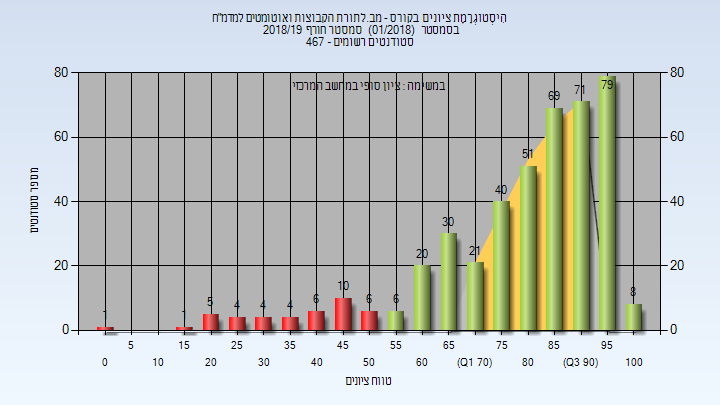 הִיסְטוֹגְרָמַת ציונים בקורס - מב.לתורת הקבוצות ואוטומטים למדמ"ח
בסמסטר (01/2018) סמסטר חורף 2018/19
סטודנטים רשומים - 467
במשימה : ציון סופי במחשב המרכזי
80 80
60 60
40 40
20 20
0 0
מספר סטודנטים
1 1 5 4 4 4 6 10 6 6 20 30 21 40 51 69 71 79 8
5 15 25 35 45 55 65 75 85 95
0 10 20 30 40 50 60 (Q1 70) 80 (Q3 90) 100
טווח ציונים